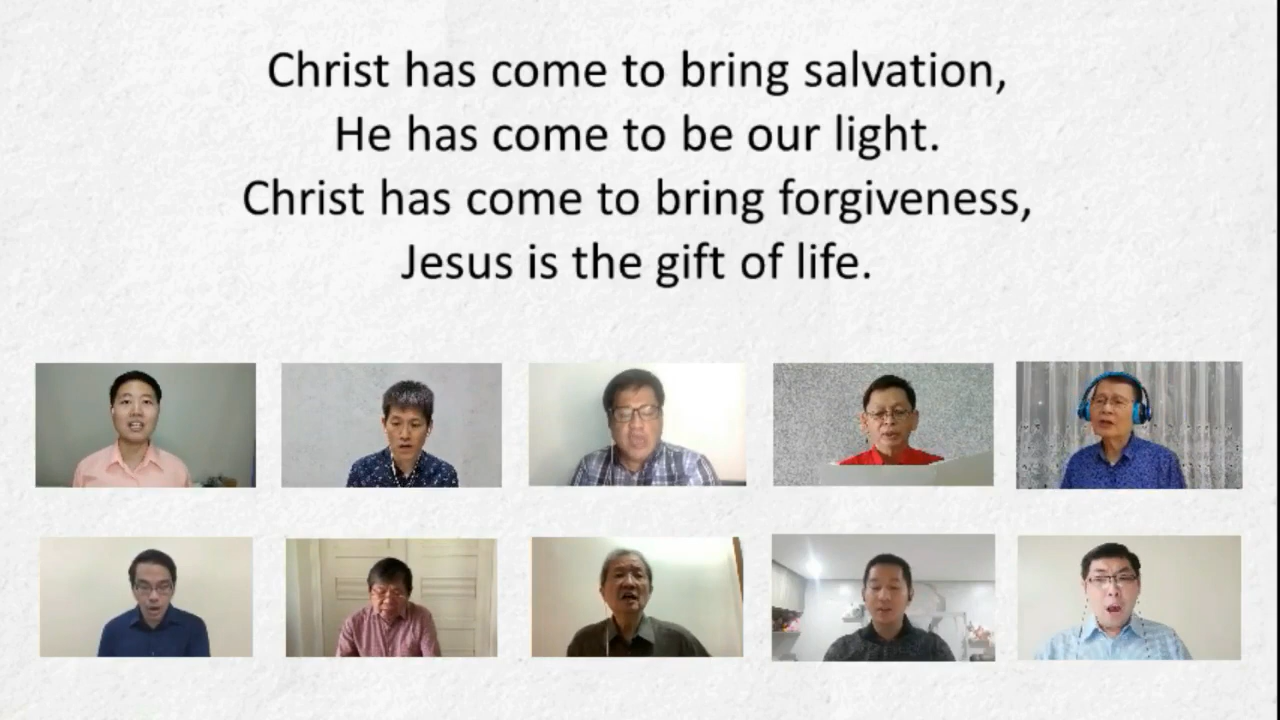 Christ has come to bring salvation,
He has come to be our light.
Christ has come to bring forgiveness,
Jesus is the gift of life.